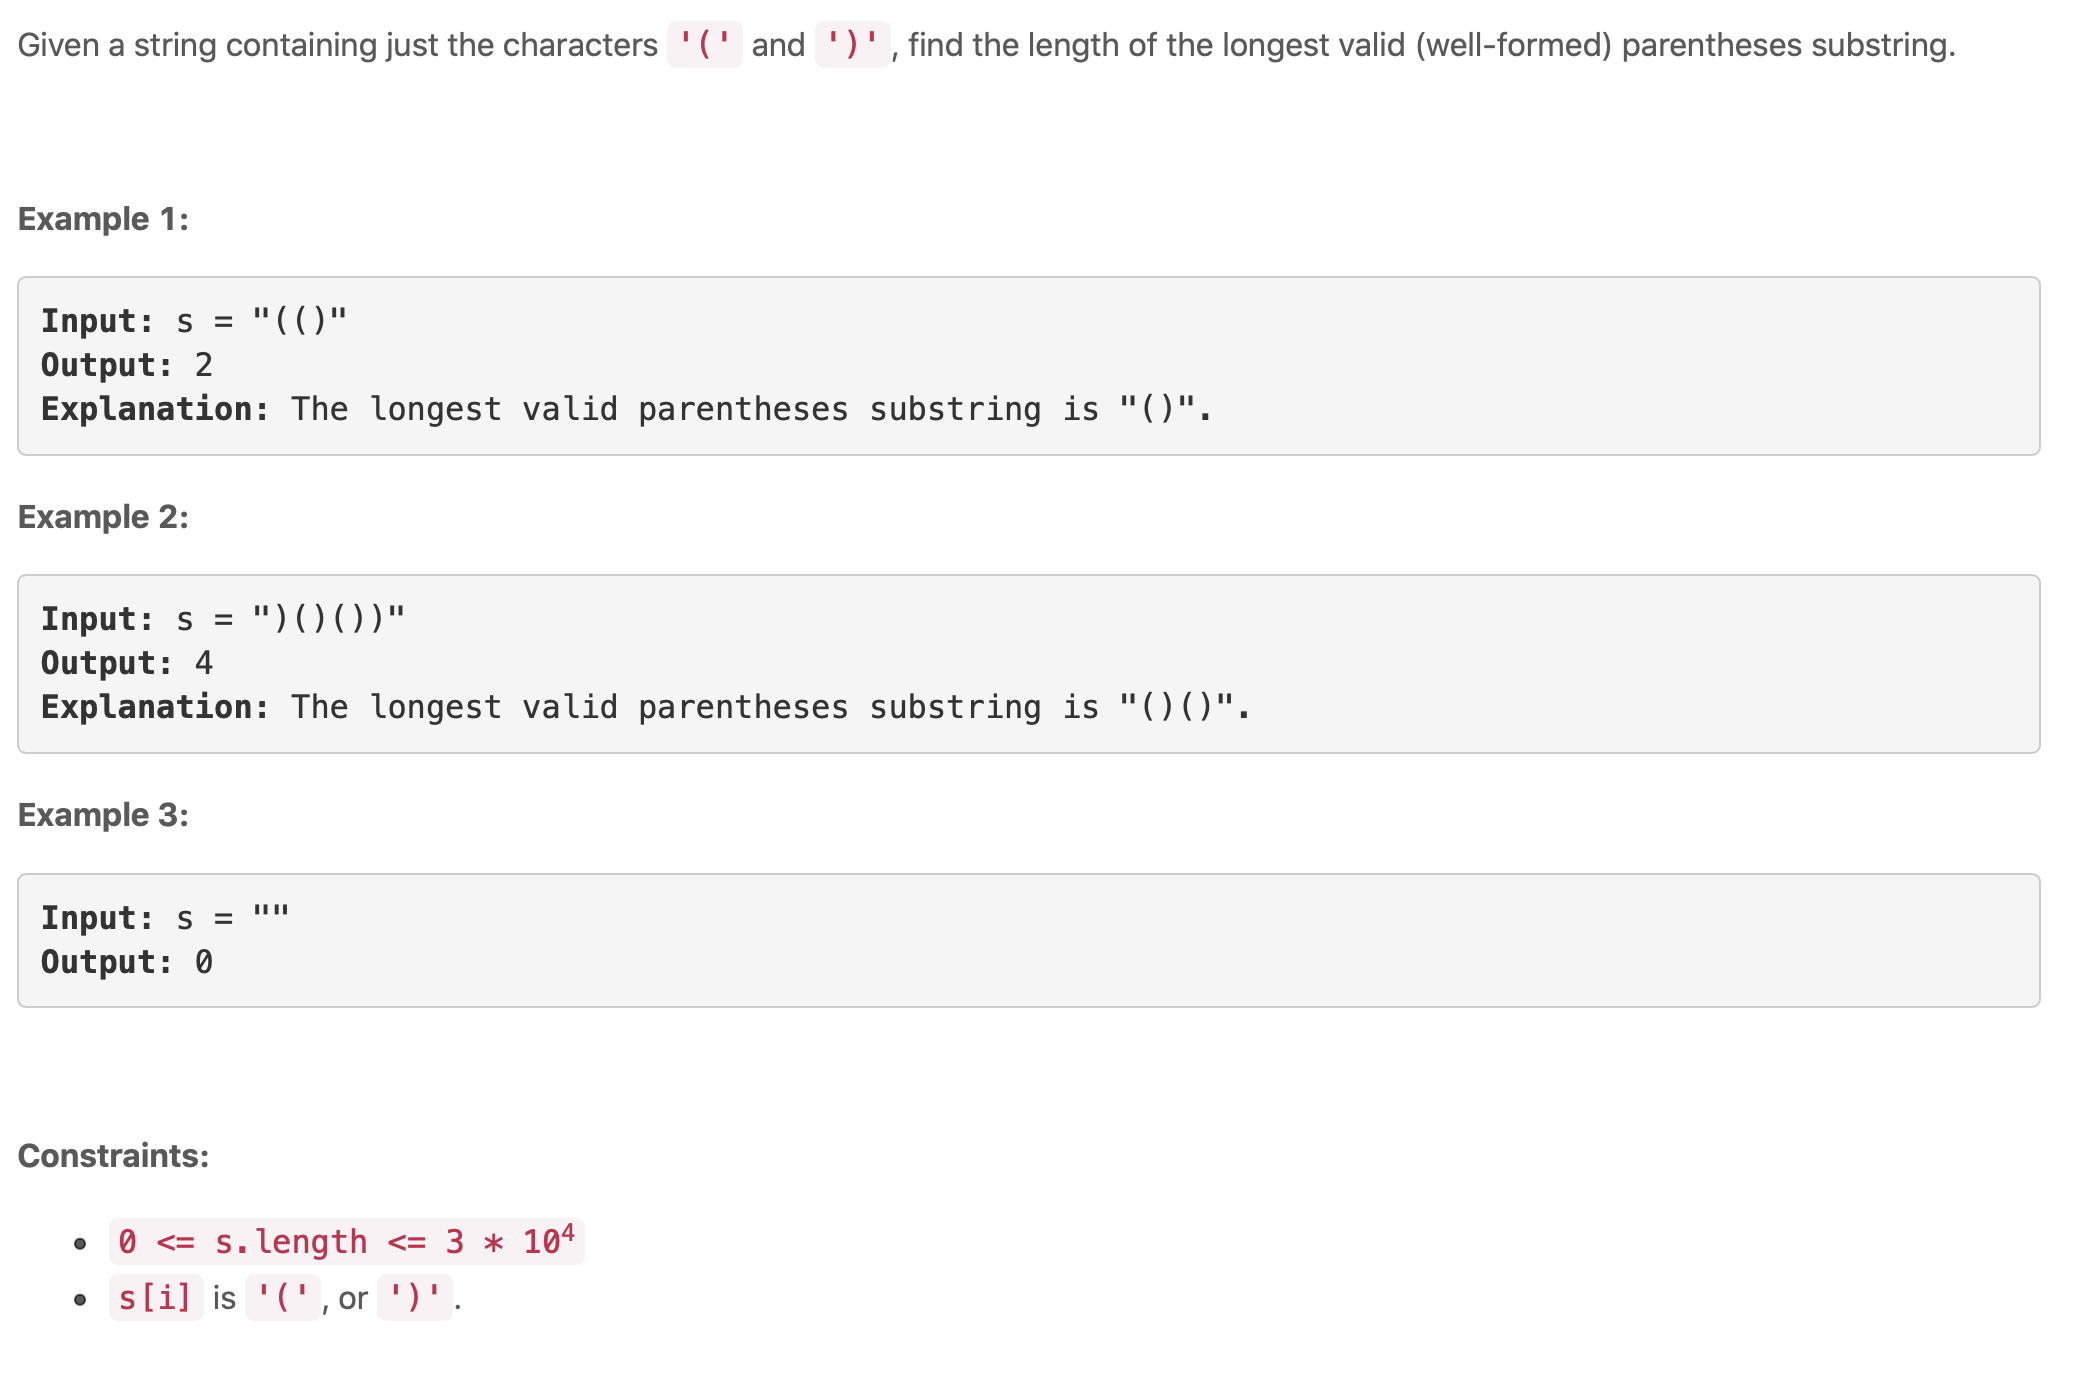 Given a string containing just the characters '(' and ')', find the length of the longest valid (well-formed) parentheses substring.
Example 1:
Input: s = "(()"
Output: 2
Explanation: The longest valid parentheses substring is "()".
Example 2:
Input: s = ")()())"
Output: 4
Explanation: The longest valid parentheses substring is "()()".
Example 3:
Input: s = ""
Output: 0
Constraints:
• 0 <= s.length <= 3 * 10⁴
• s[i] is '(', or ')'.